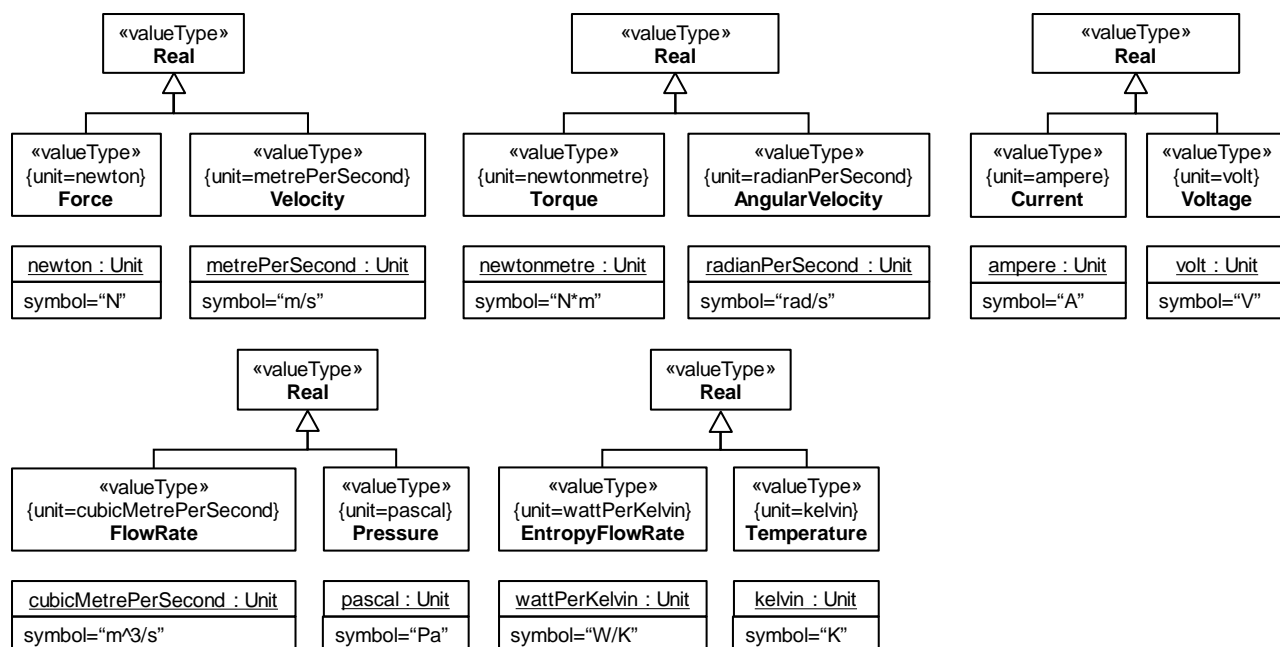 «valueType»
Real
«valueType»
Real
«valueType»
Real
«valueType»
{unit=newton}
Force
«valueType»
{unit=metrePerSecond}
Velocity
«valueType»
{unit=newtonmetre}
Torque
«valueType»
{unit=radianPerSecond}
AngularVelocity
«valueType»
{unit=ampere}
Current
«valueType»
{unit=volt}
Voltage
newton : Unit
symbol=“N”
metrePerSecond : Unit
symbol=“m/s”
newtonmetre : Unit
symbol=“N*m”
radianPerSecond : Unit
symbol=“rad/s”
ampere : Unit
symbol=“A”
volt : Unit
symbol=“V”
«valueType»
Real
«valueType»
Real
«valueType»
{unit=cubicMetrePerSecond}
FlowRate
«valueType»
{unit=pascal}
Pressure
«valueType»
{unit=wattPerKelvin}
EntropyFlowRate
«valueType»
{unit=kelvin}
Temperature
cubicMetrePerSecond : Unit
symbol=“m^3/s”
pascal : Unit
symbol=“Pa”
wattPerKelvin : Unit
symbol=“W/K”
kelvin : Unit
symbol=“K”